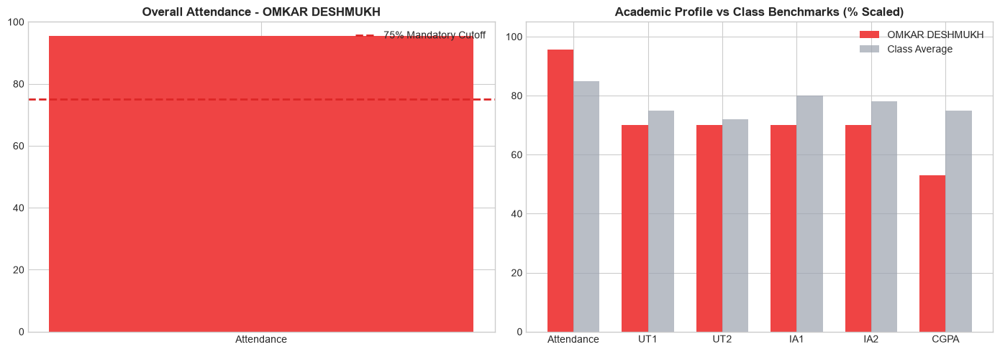 Overall Attendance - OMKAR DESHMUKH
75% Mandatory Cutoff
100
80
60
40
20
0
Attendance
Academic Profile vs Class Benchmarks (% Scaled)
OMKAR DESHMUKH
Class Average
100
80
60
40
20
0
Attendance UT1 UT2 IA1 IA2 CGPA